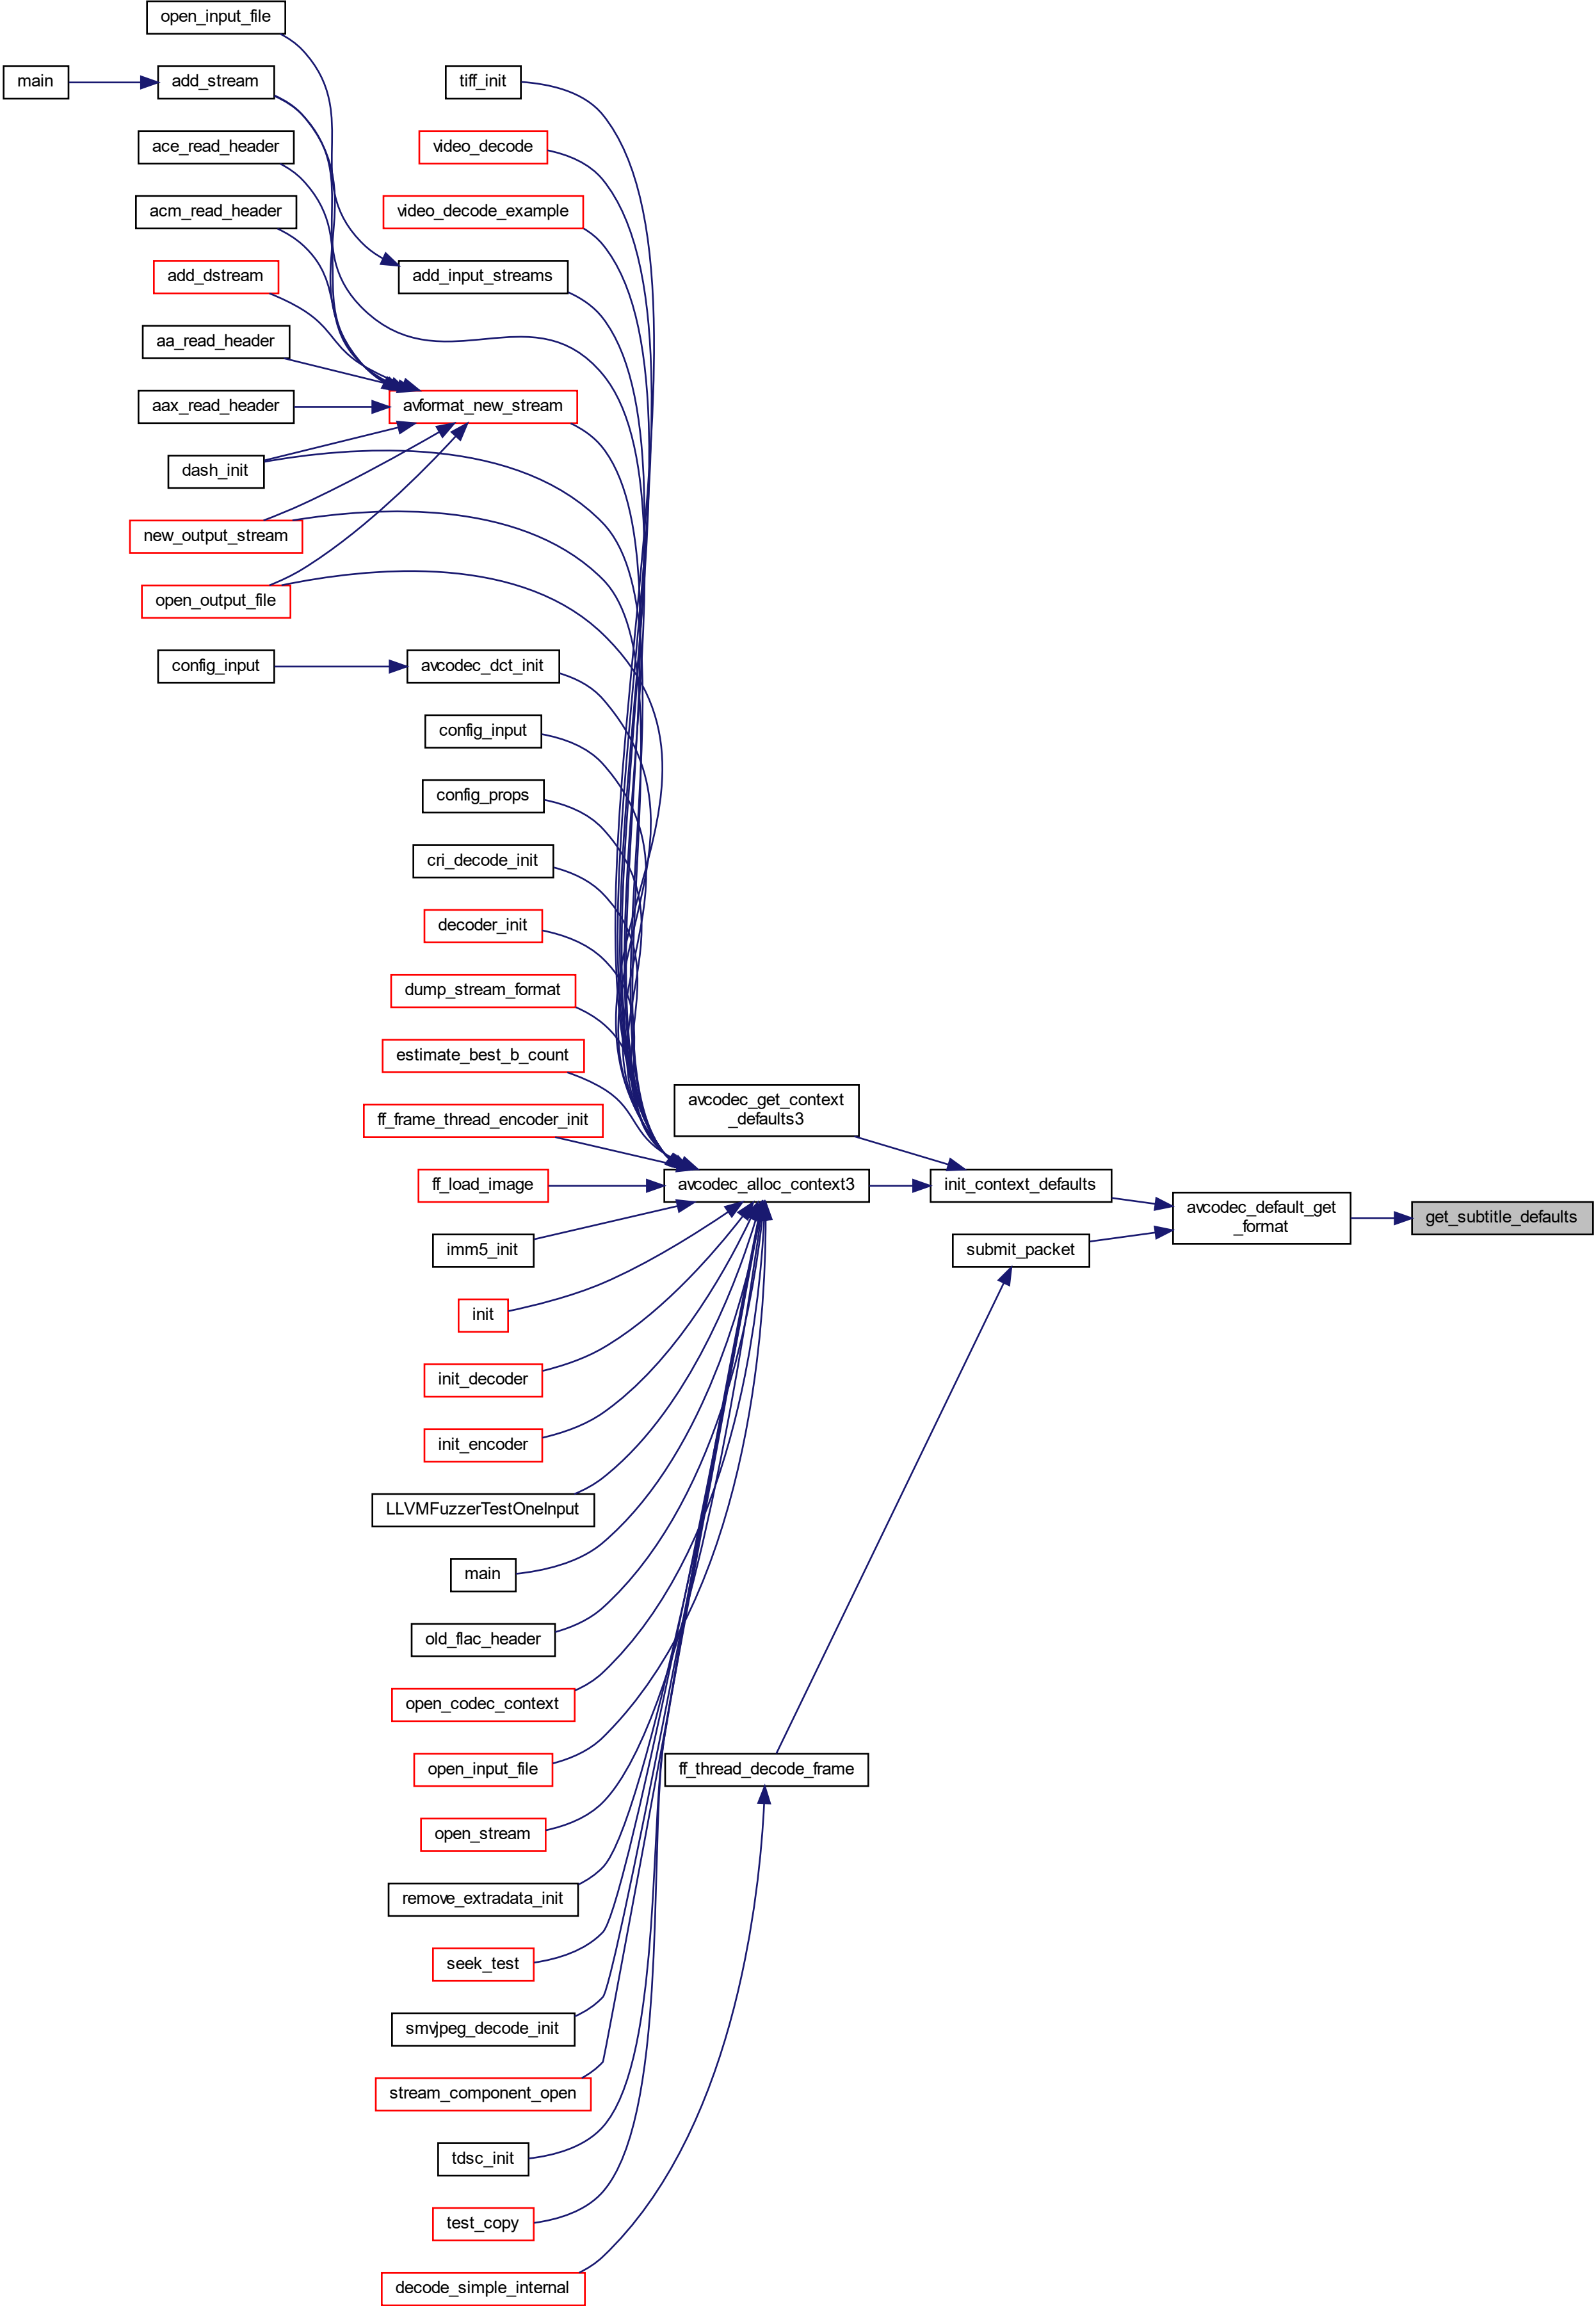 open_input_file
main
add_stream
tiff_init
ace_read_header
video_decode
acm_read_header
video_decode_example
add_dstream
add_input_streams
aa_read_header
aax_read_header
avformat_new_stream
dash_init
new_output_stream
open_output_file
config_input
avcodec_dct_init
config_input
config_props
cri_decode_init
decoder_init
dump_stream_format
estimate_best_b_count
avcodec_get_context
_defaults3
ff_frame_thread_encoder_init
ff_load_image
avcodec_alloc_context3
init_context_defaults
avcodec_default_get
_format
get_subtitle_defaults
imm5_init
submit_packet
init
init_decoder
init_encoder
LLVMFuzzerTestOneInput
main
old_flac_header
open_codec_context
open_input_file
ff_thread_decode_frame
open_stream
remove_extradata_init
seek_test
smvjpeg_decode_init
stream_component_open
tdsc_init
test_copy
decode_simple_internal